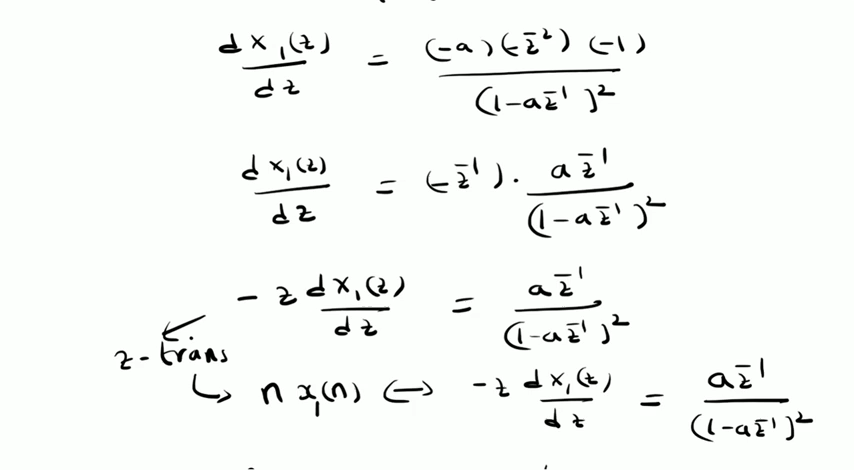 dX₁(z)/dz = (-a)(-z⁻²)(-1)/(1-az⁻¹)²
dX₁(z)/dz = (-z⁻¹) · az⁻¹/(1-az⁻¹)²
-z dX₁(z)/dz = az⁻¹/(1-az⁻¹)²
z-trans
n x₁(n) ⟺ -z dX₁(z)/dz = az⁻¹/(1-az⁻¹)²